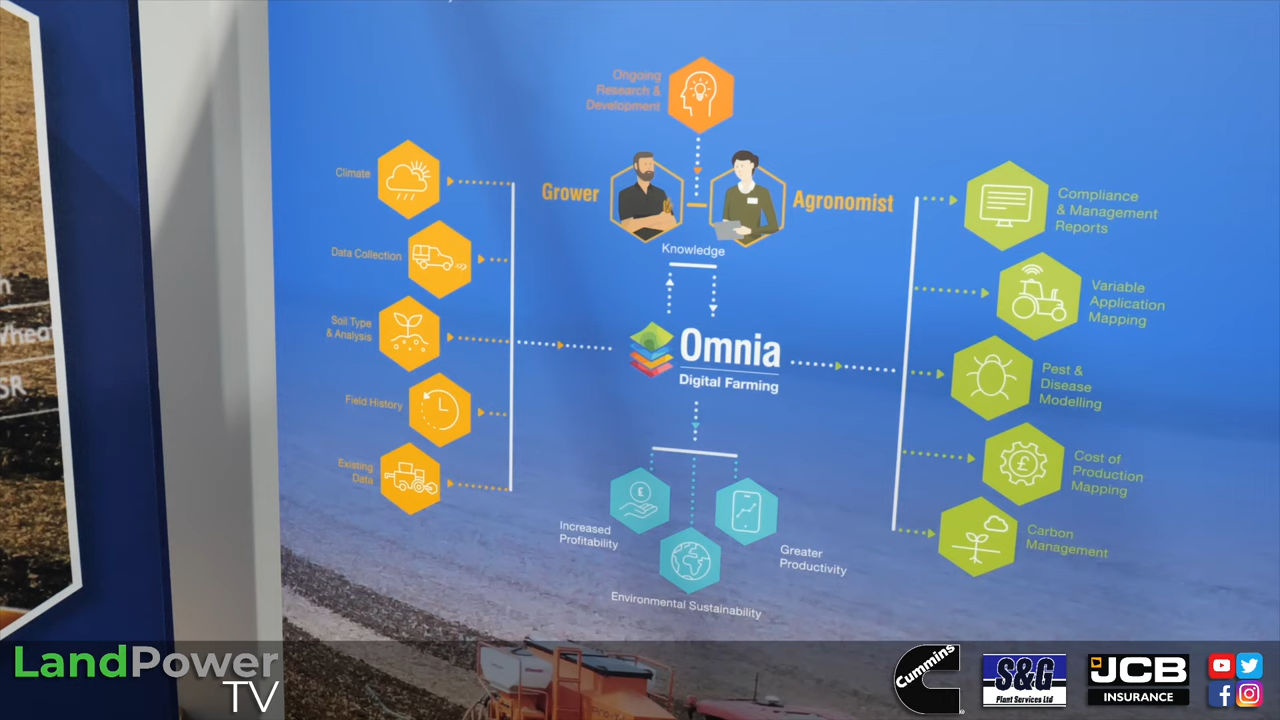 Ongoing
Research &
Development
Grower
Agronomist
Knowledge
Climate
Data Collection
Soil Type
& Analysis
Field History
Existing
Data
Omnia
Digital Farming
Compliance
& Management
Reports
Variable
Application
Mapping
Pest &
Disease
Modelling
£
Cost of
Production
Mapping
Carbon
Management
£
Increased
Profitability
Environmental Sustainability
Greater
Productivity
SR
LandPower
TV
Cummins
S&G
Plant Services Ltd
JCB
INSURANCE